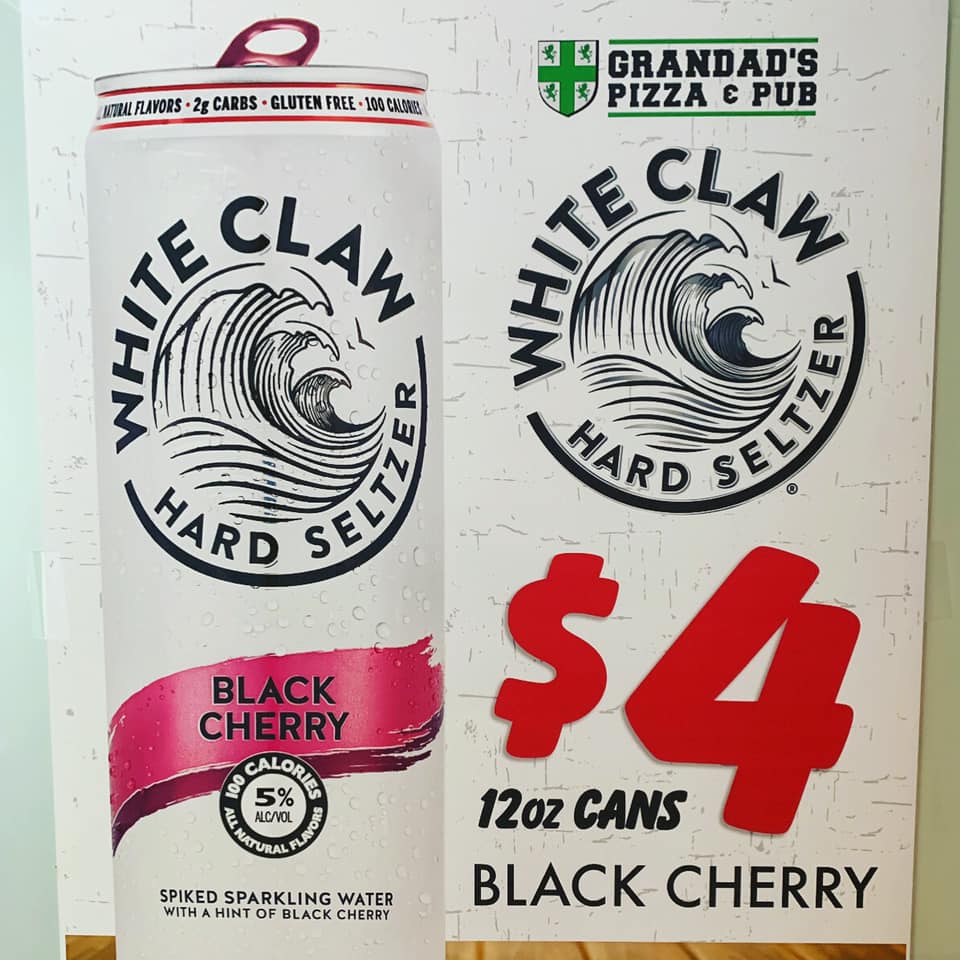 NATURAL FLAVORS • 2g CARBS • GLUTEN FREE • 100 CALORIES
WHITE CLAW
HARD SELTZER
BLACK
CHERRY
100 CALORIES
5%
ALC/VOL
ALL NATURAL FLAVORS
SPIKED SPARKLING WATER
WITH A HINT OF BLACK CHERRY
GRANDAD'S
PIZZA & PUB
WHITE CLAW
HARD SELTZER
®
$4
12oz CANS
BLACK CHERRY